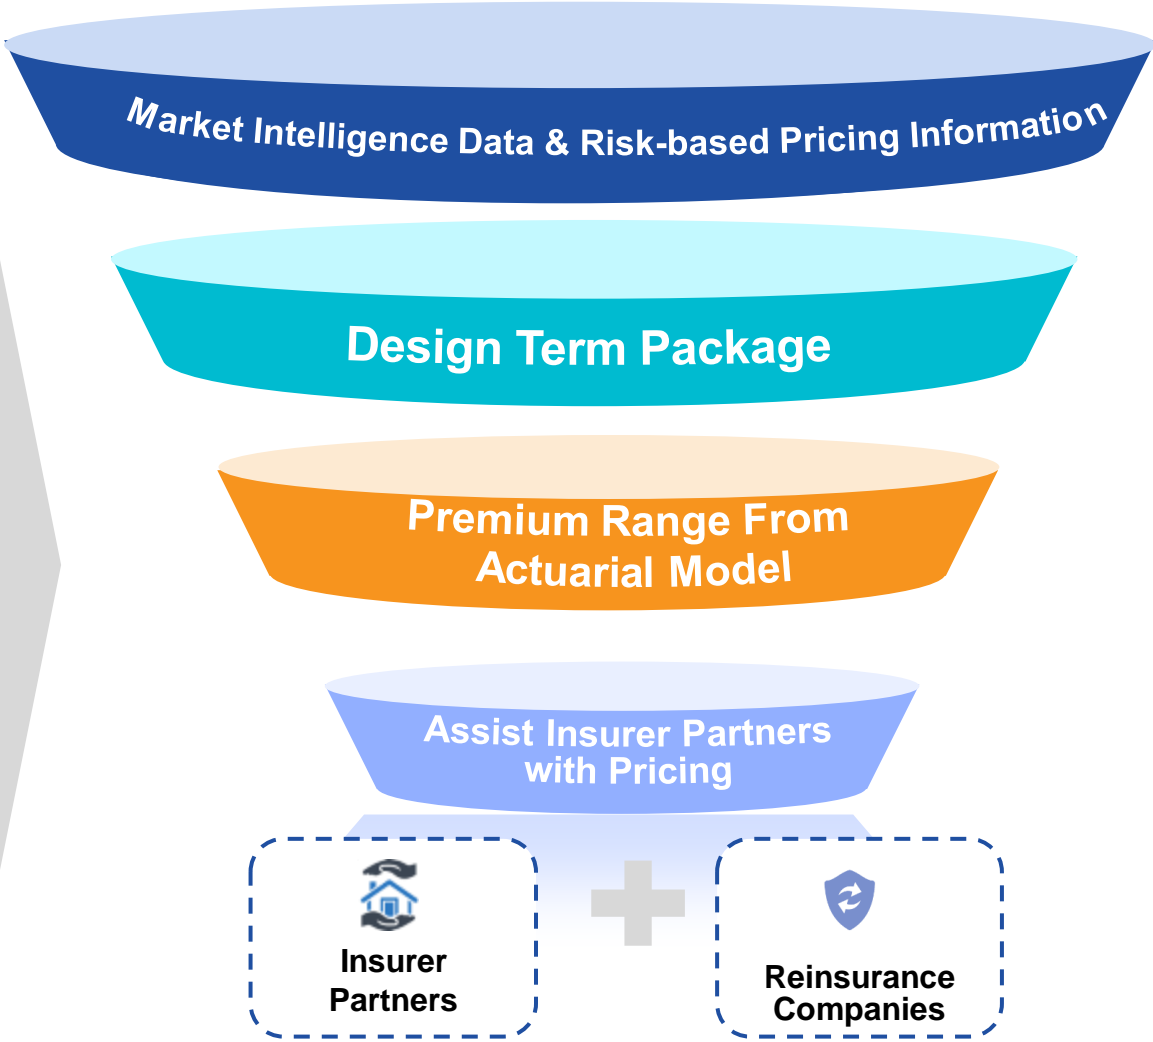 Market Intelligence Data & Risk-based Pricing Information
Design Term Package
Premium Range From
Actuarial Model
Assist Insurer Partners
with Pricing
Insurer
Partners
Reinsurance
Companies